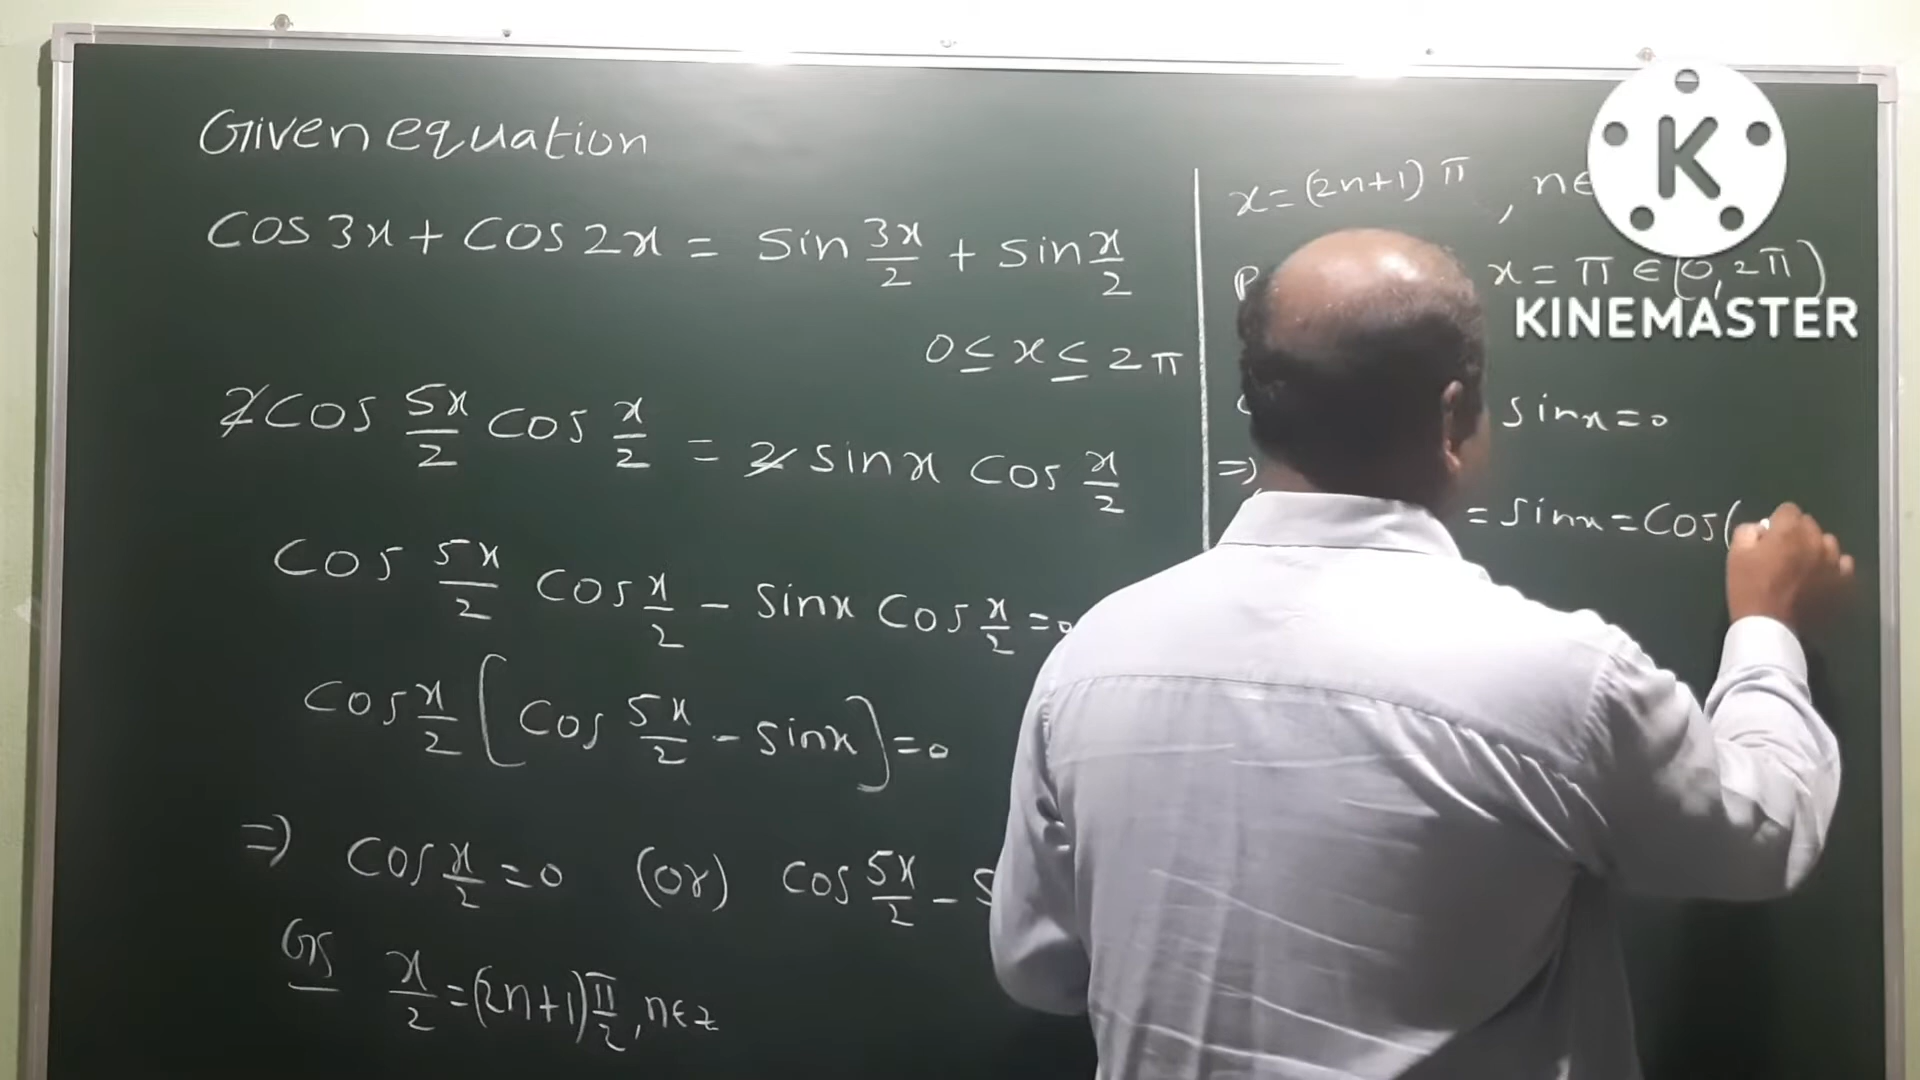 Given equation
Cos 3x + Cos 2x = Sin 3x/2 + Sin x/2
0 ≤ x ≤ 2π
2Cos 5x/2 Cos x/2 = 2 Sinx Cos x/2
Cos 5x/2 Cos x/2 - Sinx Cos x/2 = 0
Cos x/2 [Cos 5x/2 - Sinx] = 0
=> Cos x/2 = 0 (or) Cos 5x/2 -
GS x/2 = (2n+1) π/2, n∈z
x = (2n+1) π, n∈
x = π ∈ (0, 2π)
Sinx = 0
=>
= Sinx = Cos(
K
KINEMASTER